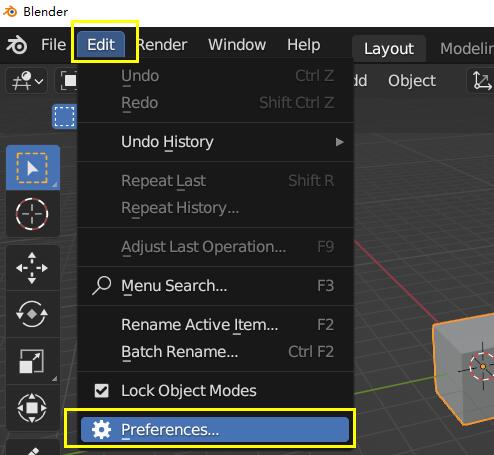 Blender
File Edit Render Window Help Layout Modelin
Undo Ctrl Z dd Object
Redo Shift Ctrl Z
Undo History
Repeat Last Shift R
Repeat History...
Adjust Last Operation... F9
Menu Search... F3
Rename Active Item... F2
Batch Rename... Ctrl F2
Lock Object Modes
Preferences...